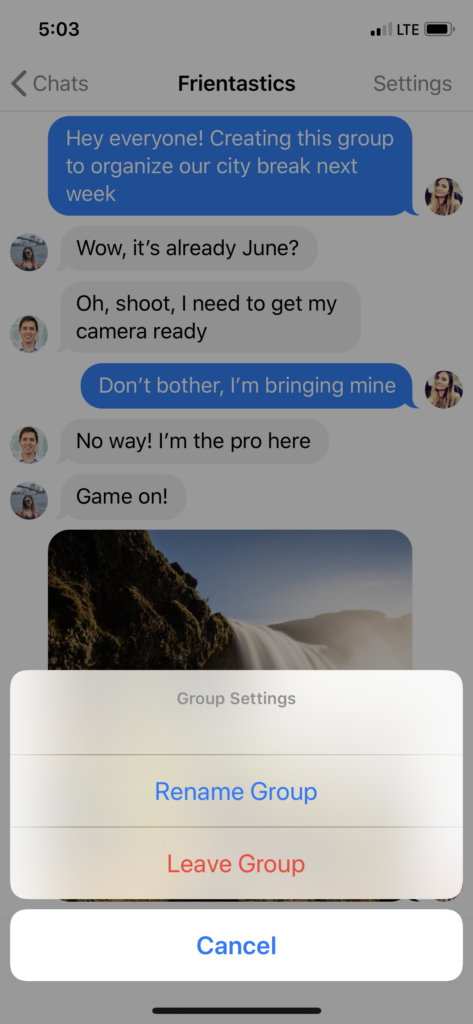 5:03 LTE
Chats Frientastics Settings
Hey everyone! Creating this group
to organize our city break next
week
Wow, it’s already June?
Oh, shoot, I need to get my
camera ready
Don’t bother, I’m bringing mine
No way! I’m the pro here
Game on!
Group Settings
Rename Group
Leave Group
Cancel